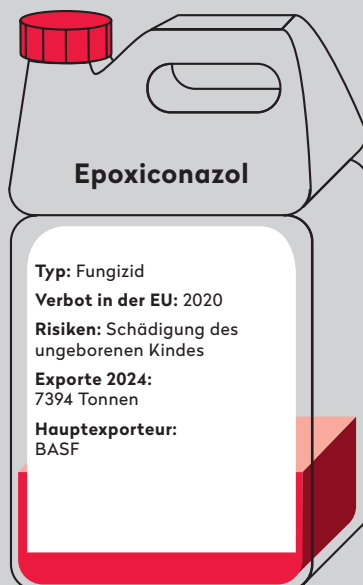 Epoxiconazol
Typ: Fungizid
Verbot in der EU: 2020
Risiken: Schädigung des
ungeborenen Kindes
Exporte 2024:
7394 Tonnen
Hauptexporteur:
BASF